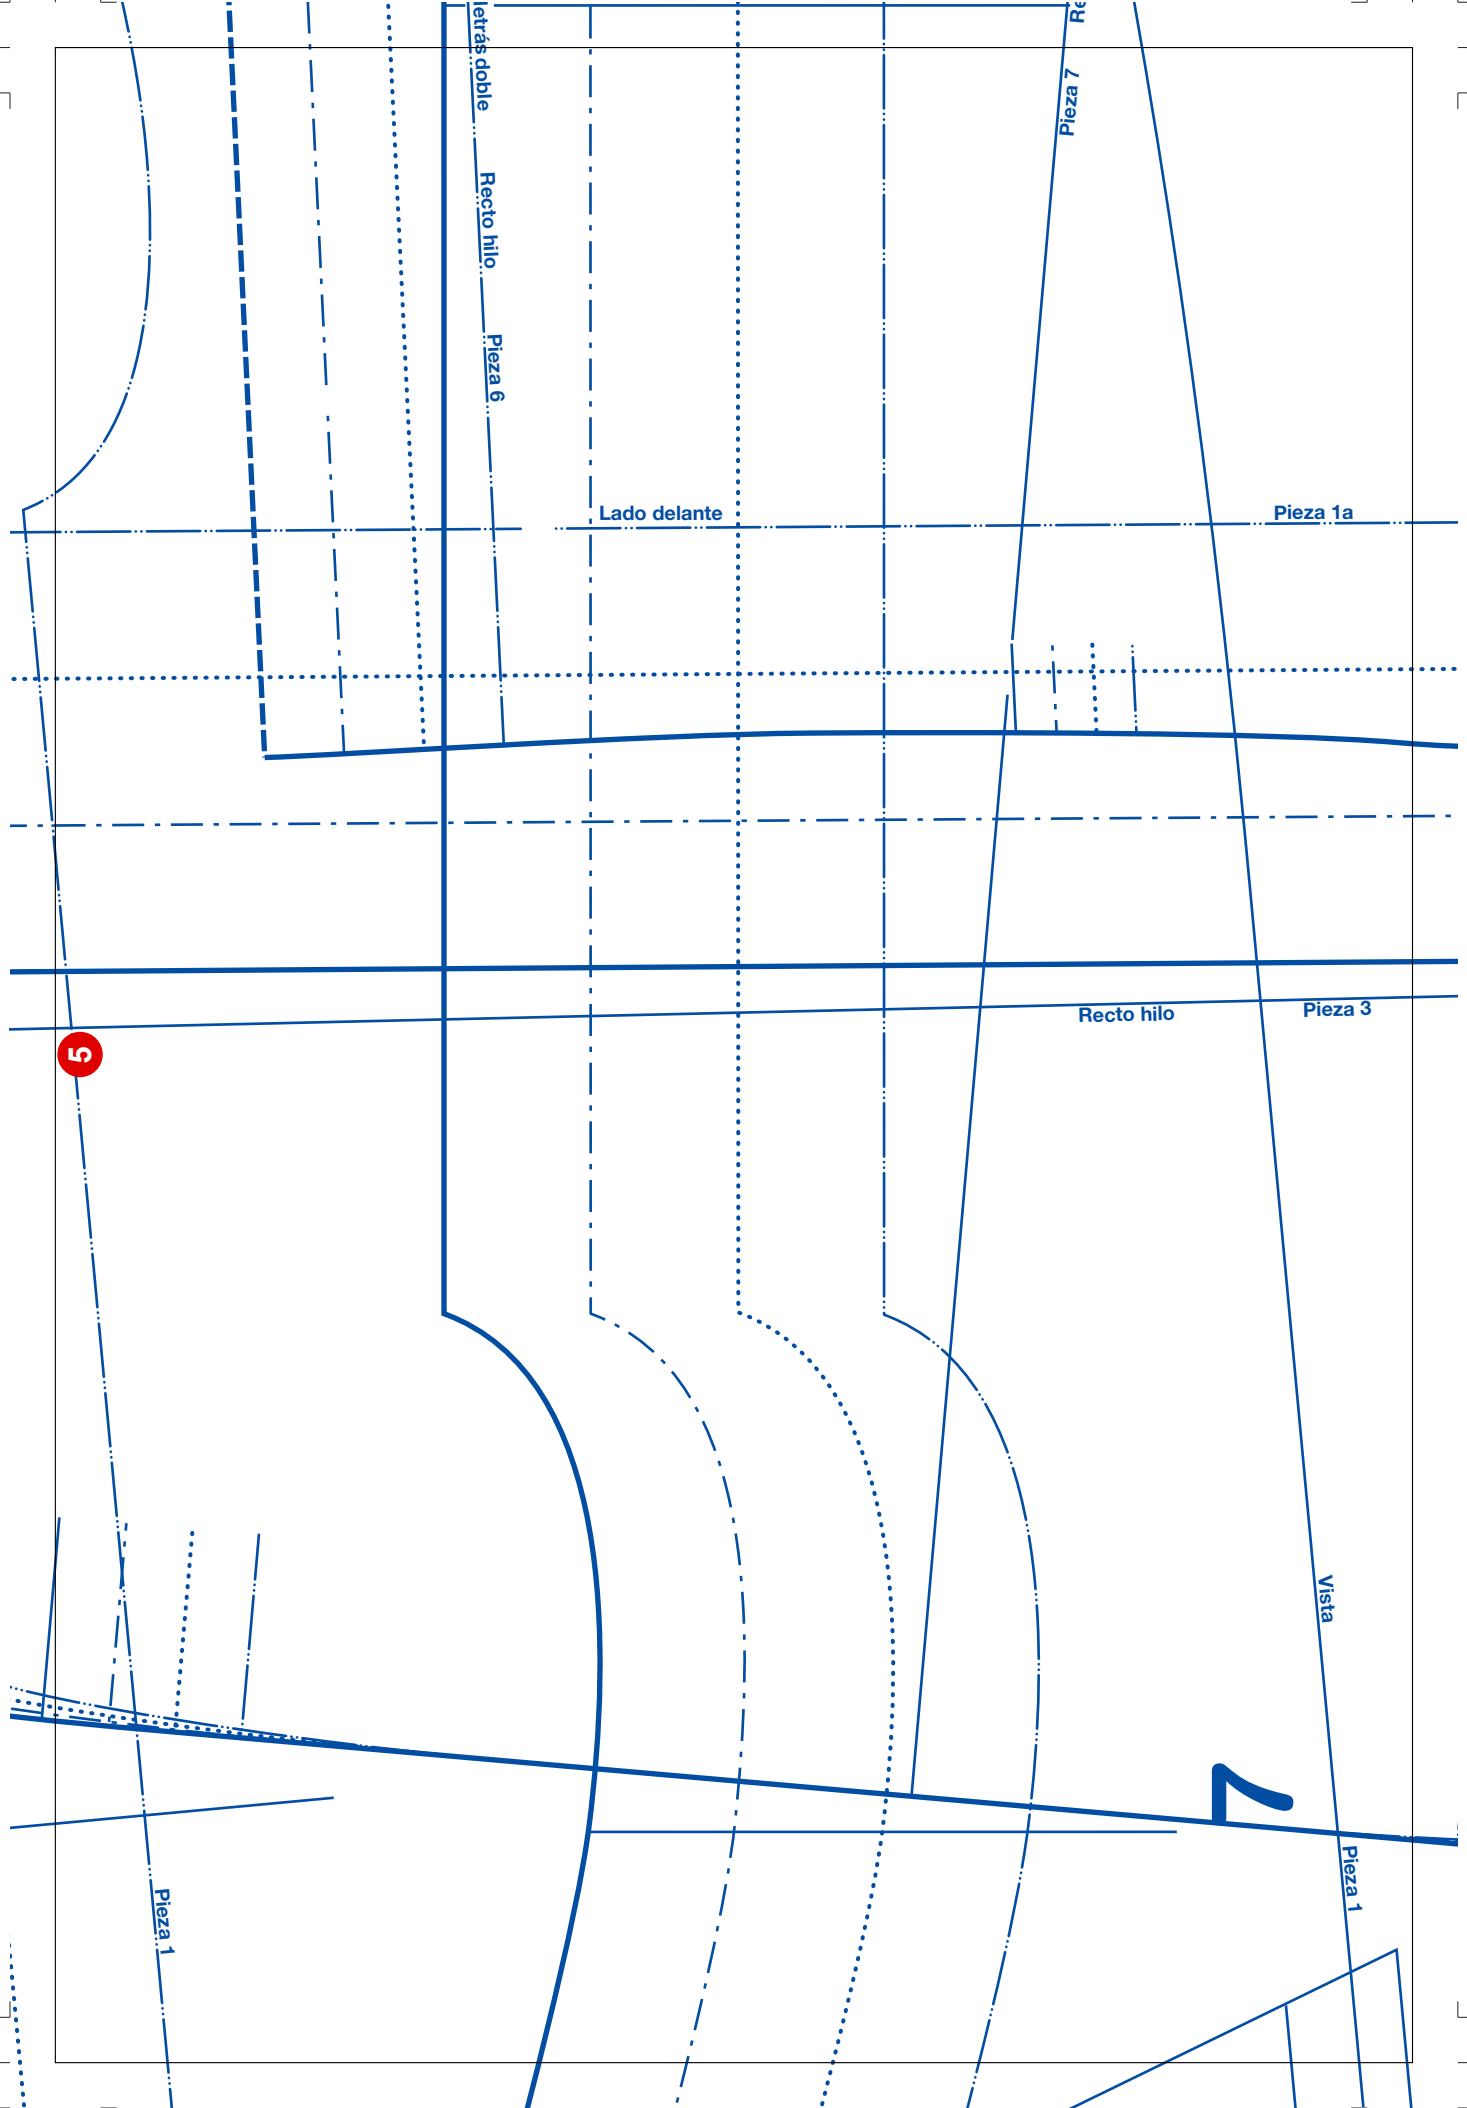 letrás doble
Recto hilo
Pieza 6
Pieza 7
Lado delante
Pieza 1a
Recto hilo
Pieza 3
5
Vista
7
Pieza 1
Pieza 1